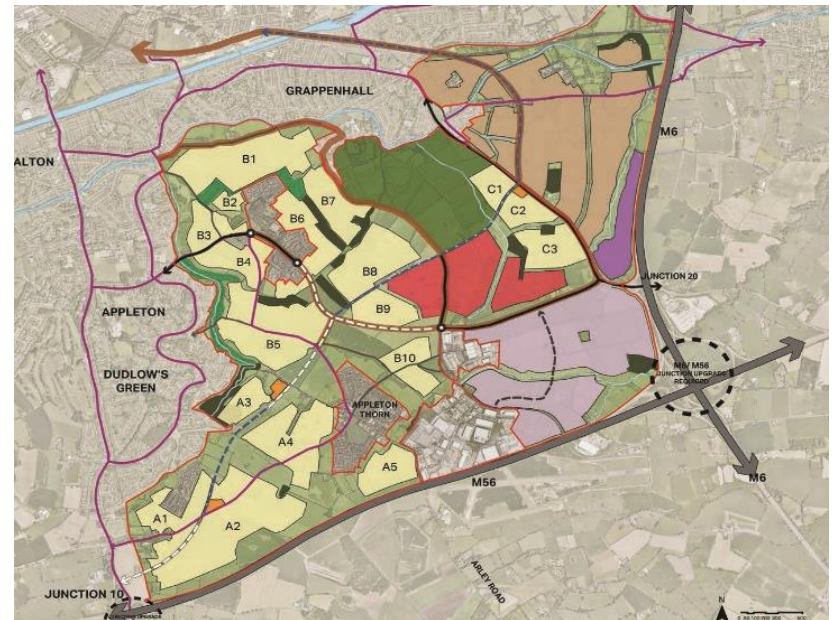 GRAPPENHALL
ALTON
M6
B1
B2
B7
B6
C1
C2
B3
B4
C3
B8
JUNCTION 20
B9
APPLETON
B5
B10
M6/ M56
JUNCTION UPGRADE
REQUIRED
DUDLOW'S
GREEN
A3
APPLETON
THORN
A4
A5
M56
M6
A1
A2
ARLEY ROAD
JUNCTION 10
N